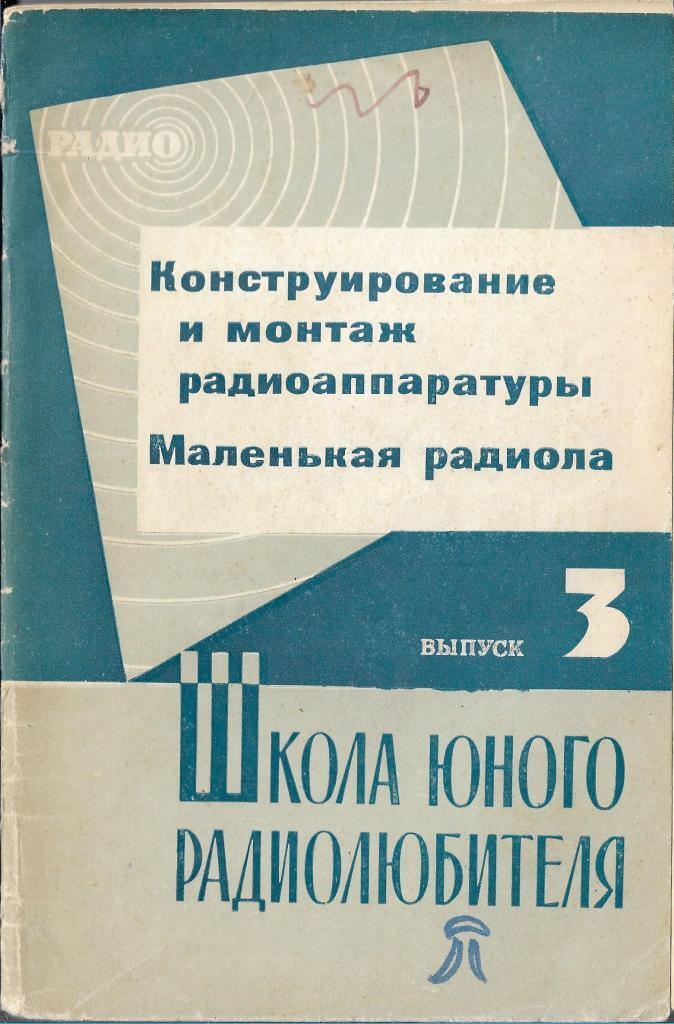 РАДИО
Конструирование
и монтаж
радиоаппаратуры
Маленькая радиола
ВЫПУСК 3
ШКОЛА ЮНОГО
РАДИОЛЮБИТЕЛЯ